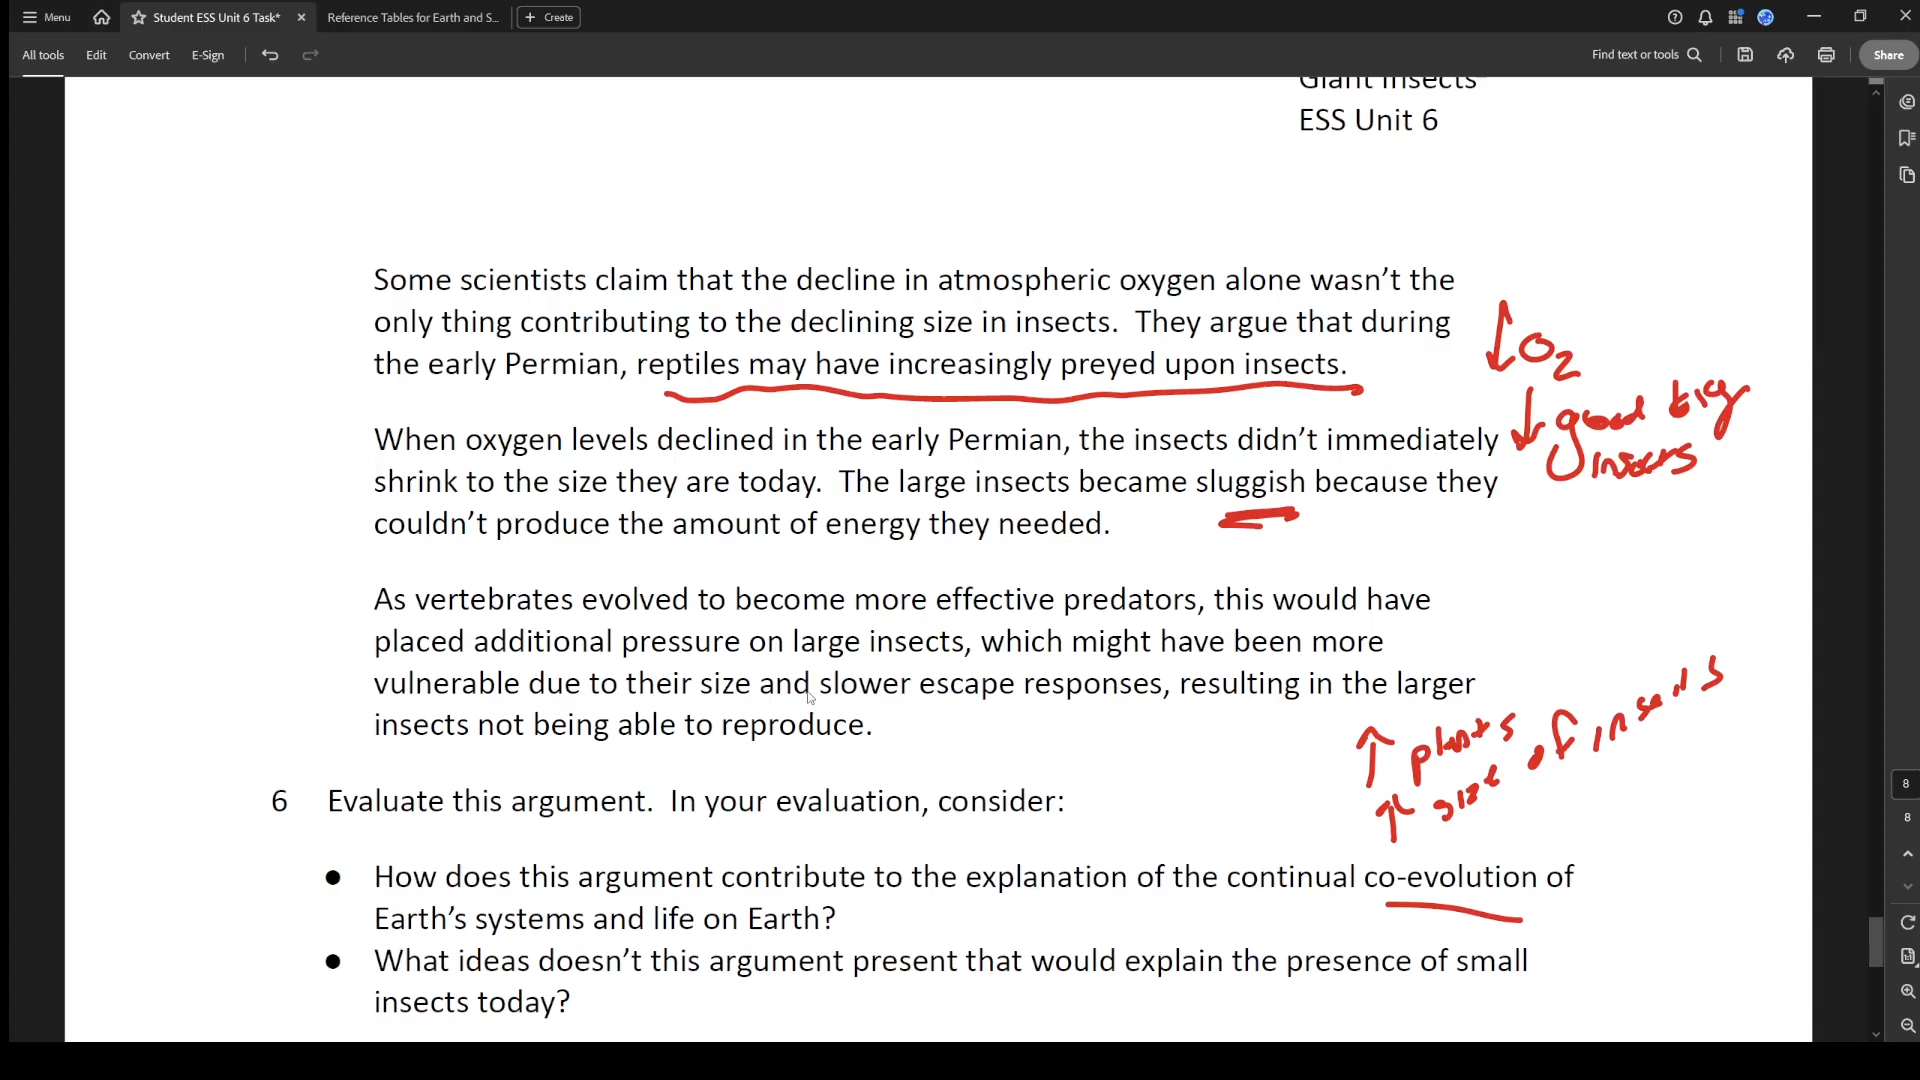 Menu
Student ESS Unit 6 Task*
Reference Tables for Earth and S...
Create
All tools
Edit
Convert
E-Sign
Find text or tools
Share
Giant Insects
ESS Unit 6
Some scientists claim that the decline in atmospheric oxygen alone wasn't the
only thing contributing to the declining size in insects.  They argue that during
the early Permian, reptiles may have increasingly preyed upon insects.
↓ O2
↓ good big
insects
When oxygen levels declined in the early Permian, the insects didn't immediately
shrink to the size they are today.  The large insects became sluggish because they
couldn't produce the amount of energy they needed.
As vertebrates evolved to become more effective predators, this would have
placed additional pressure on large insects, which might have been more
vulnerable due to their size and slower escape responses, resulting in the larger
insects not being able to reproduce.
↑ plants
↑ size of insects
6 Evaluate this argument.  In your evaluation, consider:
● How does this argument contribute to the explanation of the continual co-evolution of
Earth's systems and life on Earth?
● What ideas doesn't this argument present that would explain the presence of small
insects today?
8
8